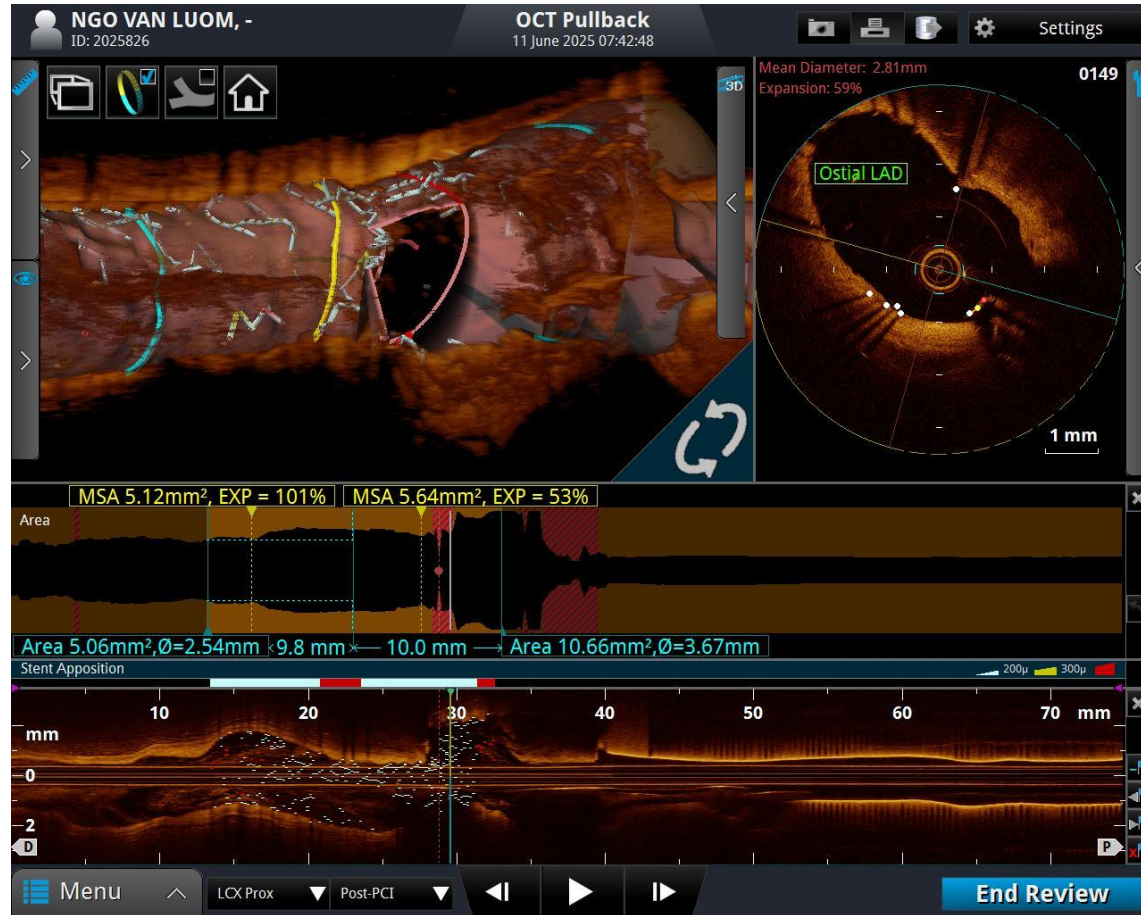 NGO VAN LUOM, -
ID: 2025826
OCT Pullback
11 June 2025 07:42:48
Settings
3D
Mean Diameter: 2.81mm
Expansion: 59%
0149
Ostial LAD
1 mm
MSA 5.12mm², EXP = 101%
MSA 5.64mm², EXP = 53%
Area
Area 5.06mm²,Ø=2.54mm
9.8 mm
10.0 mm
Area 10.66mm²,Ø=3.67mm
Stent Apposition
200µ
300µ
10 20 30 40 50 60 70 mm
mm
0
2
D
P
Menu
LCX Prox
Post-PCI
End Review